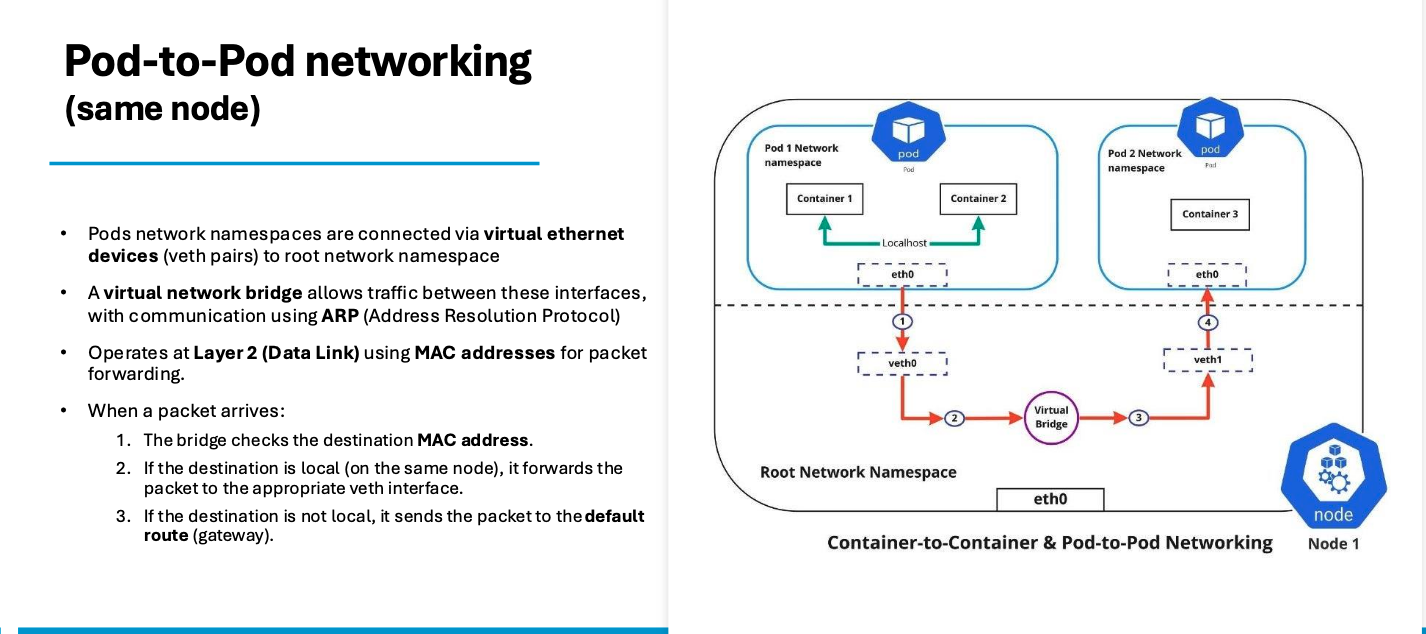 Pod-to-Pod networking
(same node)
• Pods network namespaces are connected via virtual ethernet
devices (veth pairs) to root network namespace
• A virtual network bridge allows traffic between these interfaces,
with communication using ARP (Address Resolution Protocol)
• Operates at Layer 2 (Data Link) using MAC addresses for packet
forwarding.
• When a packet arrives:
1. The bridge checks the destination MAC address.
2. If the destination is local (on the same node), it forwards the
packet to the appropriate veth interface.
3. If the destination is not local, it sends the packet to the default
route (gateway).
Pod 1 Network
namespace
pod
Pod
Container 1
Container 2
Localhost
eth0
Pod 2 Network
namespace
pod
Pod
Container 3
eth0
1
4
veth0
veth1
2
Virtual
Bridge
3
Root Network Namespace
eth0
node
Container-to-Container & Pod-to-Pod Networking
Node 1